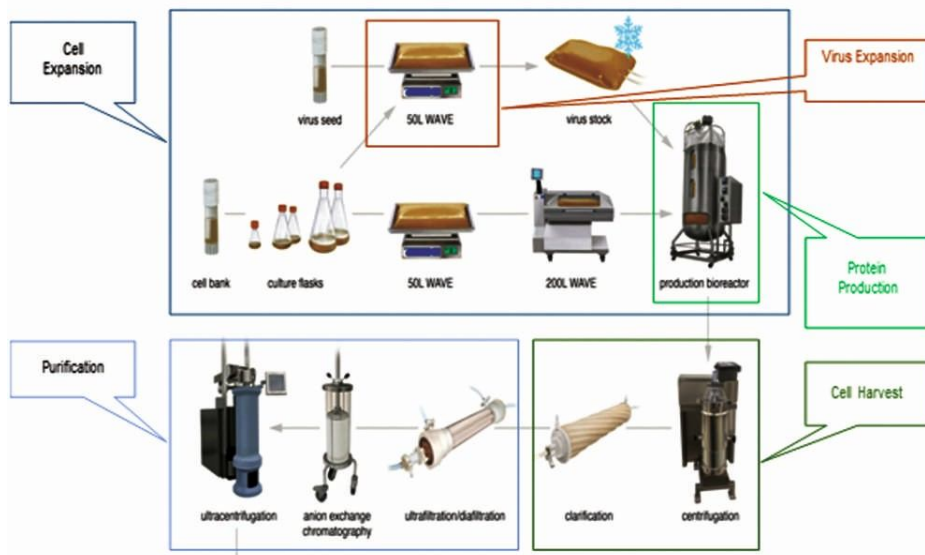 Cell
Expansion
Virus Expansion
virus seed
50L WAVE
virus stock
cell bank
culture flasks
50L WAVE
200L WAVE
production bioreactor
Protein
Production
Purification
Cell Harvest
ultracentrifugation
anion exchange
chromatography
ultrafiltration/diafiltration
clarification
centrifugation